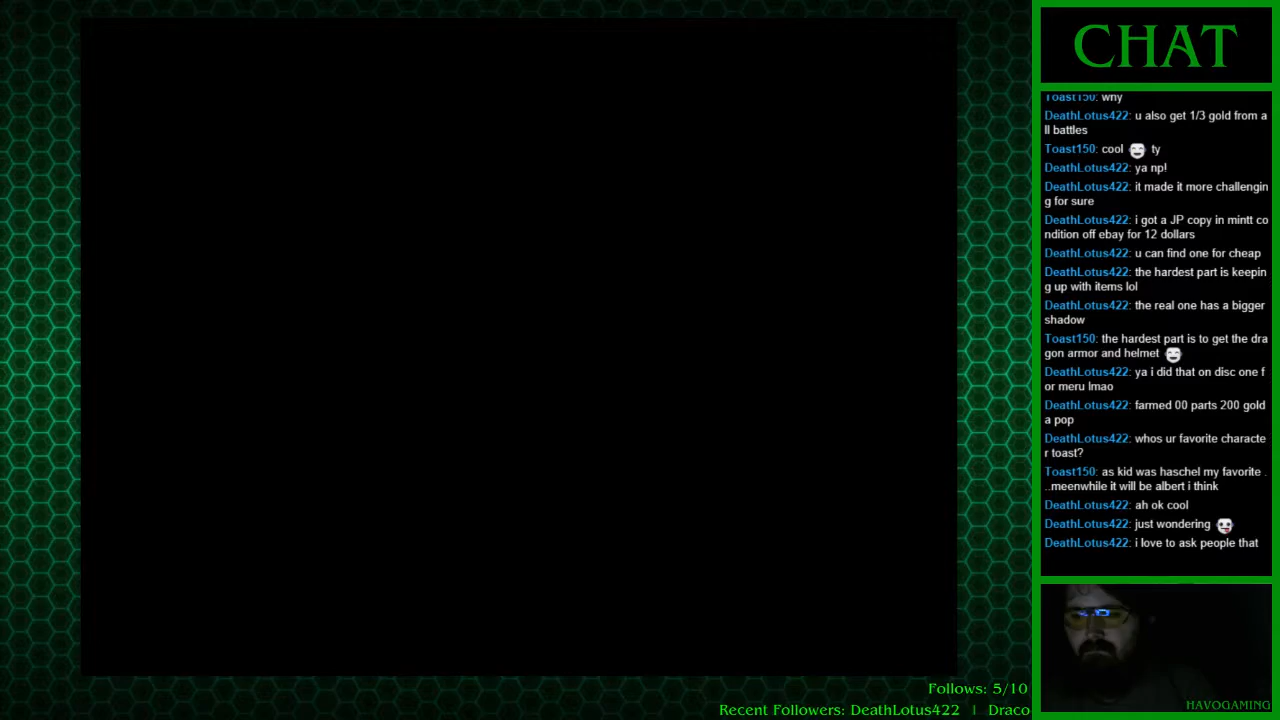 CHAT
Toast150: why
DeathLotus422: u also get 1/3 gold from a
ll battles
Toast150: cool ty
DeathLotus422: ya np!
DeathLotus422: it made it more challengin
g for sure
DeathLotus422: i got a JP copy in mintt co
ndition off ebay for 12 dollars
DeathLotus422: u can find one for cheap
DeathLotus422: the hardest part is keepin
g up with items lol
DeathLotus422: the real one has a bigger
shadow
Toast150: the hardest part is to get the dra
gon armor and helmet
DeathLotus422: ya i did that on disc one f
or meru lmao
DeathLotus422: farmed 00 parts 200 gold
a pop
DeathLotus422: whos ur favorite characte
r toast?
Toast150: as kid was haschel my favorite .
..meenwhile it will be albert i think
DeathLotus422: ah ok cool
DeathLotus422: just wondering
DeathLotus422: i love to ask people that
Follows: 5/10
Recent Followers: DeathLotus422 | Draco
HAVOGAMING